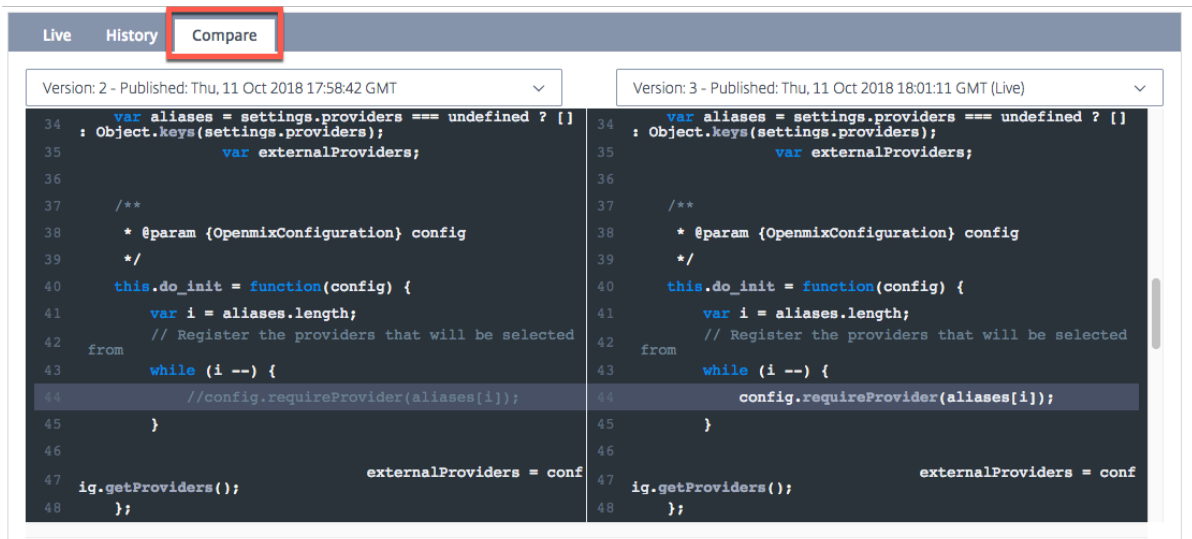 Live History Compare
Version: 2 - Published: Thu, 11 Oct 2018 17:58:42 GMT
34 var aliases = settings.providers === undefined ? []
: Object.keys(settings.providers);
35 var externalProviders;
36
37 /**
38 * @param {OpenmixConfiguration} config
39 */
40 this.do_init = function(config) {
41 var i = aliases.length;
42 // Register the providers that will be selected
from
43 while (i --) {
44 //config.requireProvider(aliases[i]);
45 }
46
47 externalProviders = conf
ig.getProviders();
48 };
Version: 3 - Published: Thu, 11 Oct 2018 18:01:11 GMT (Live)
34 var aliases = settings.providers === undefined ? []
: Object.keys(settings.providers);
35 var externalProviders;
36
37 /**
38 * @param {OpenmixConfiguration} config
39 */
40 this.do_init = function(config) {
41 var i = aliases.length;
42 // Register the providers that will be selected
from
43 while (i --) {
44 config.requireProvider(aliases[i]);
45 }
46
47 externalProviders = conf
ig.getProviders();
48 };